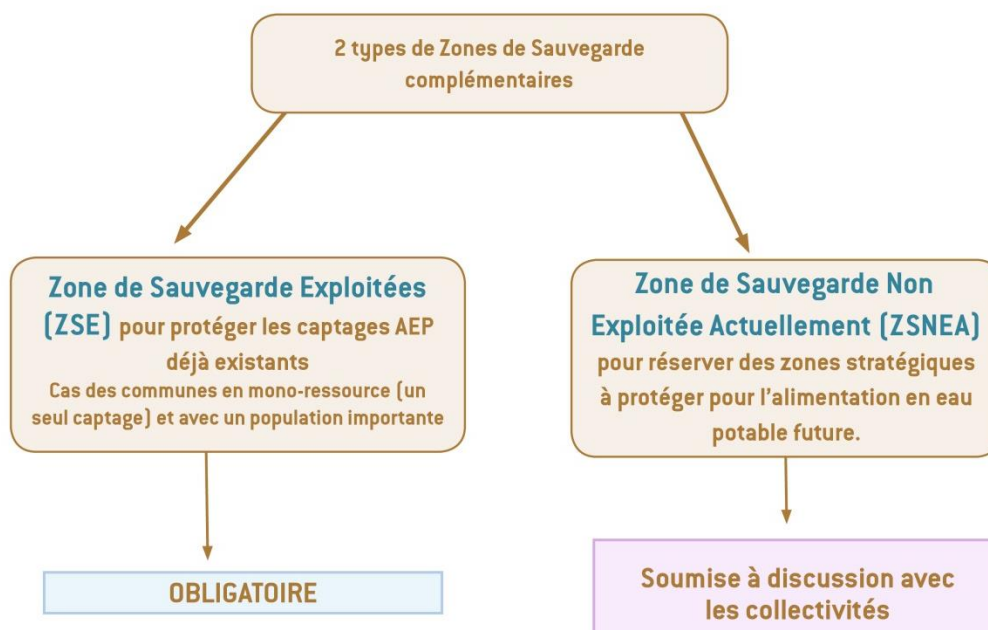 2 types de Zones de Sauvegarde
complémentaires
Zone de Sauvegarde Exploitées
(ZSE) pour protéger les captages AEP
déjà existants
Cas des communes en mono-ressource (un
seul captage) et avec un population importante
OBLIGATOIRE
Zone de Sauvegarde Non
Exploitée Actuellement (ZSNEA)
pour réserver des zones stratégiques
à protéger pour l'alimentation en eau
potable future.
Soumise à discussion avec
les collectivités